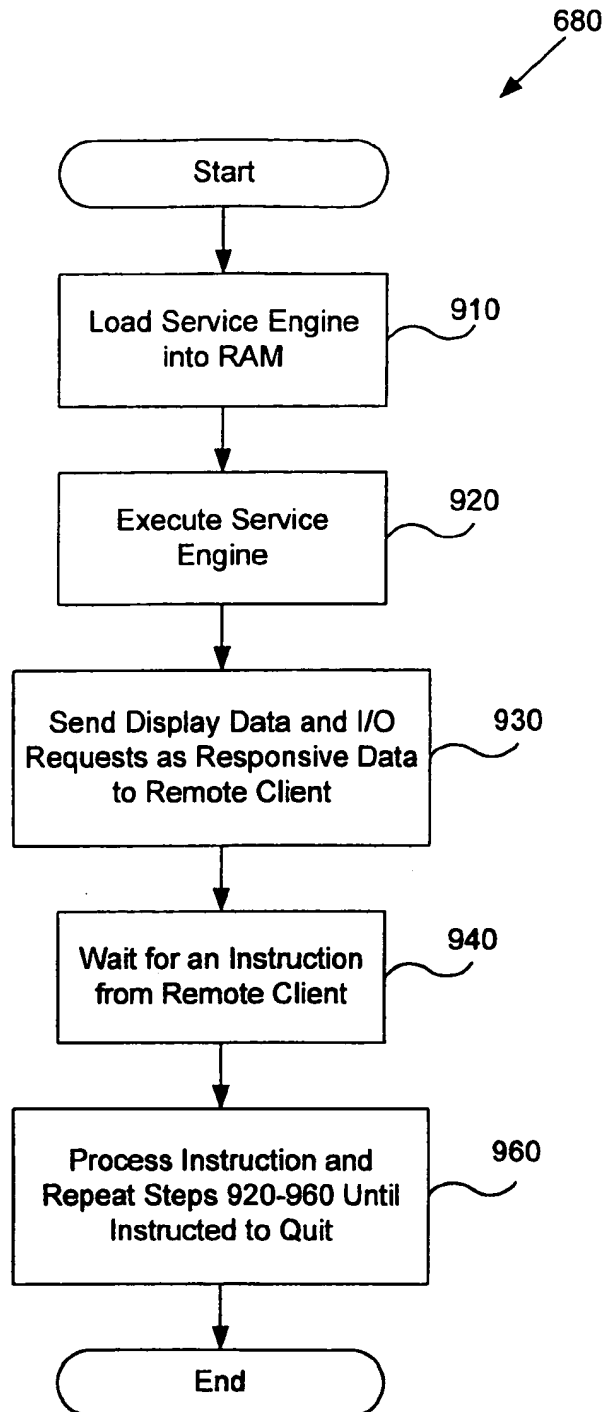 680
Start
Load Service Engine
into RAM
910
Execute Service
Engine
920
Send Display Data and I/O
Requests as Responsive Data
to Remote Client
930
Wait for an Instruction
from Remote Client
940
Process Instruction and
Repeat Steps 920-960 Until
Instructed to Quit
960
End